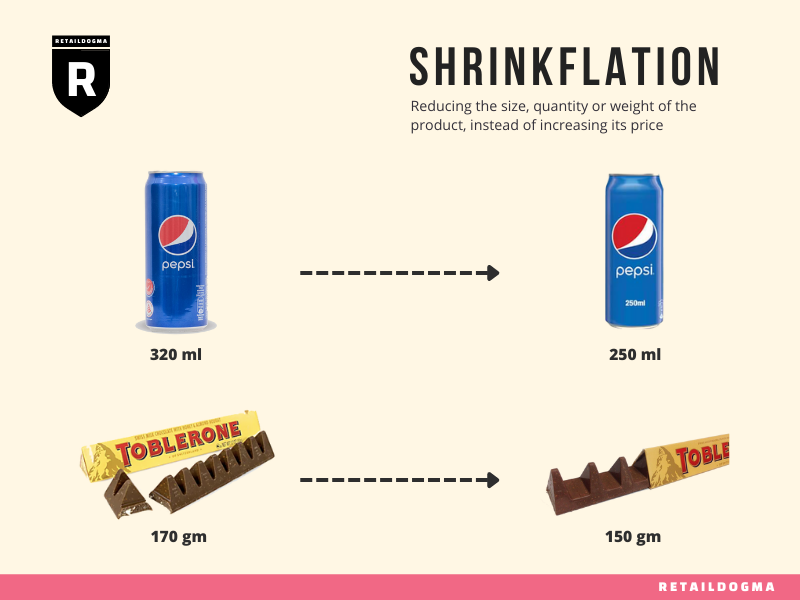 RETAILDOGMA
R
SHRINKFLATION
Reducing the size, quantity or weight of the
product, instead of increasing its price
pepsi
pepsi
250ml
320 ml
250 ml
TOBLERONE
TOBLE
170 gm
150 gm
RETAILDOGMA